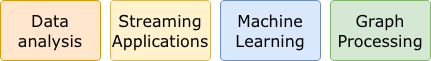 Data
analysis
Streaming
Applications
Machine
Learning
Graph
Processing